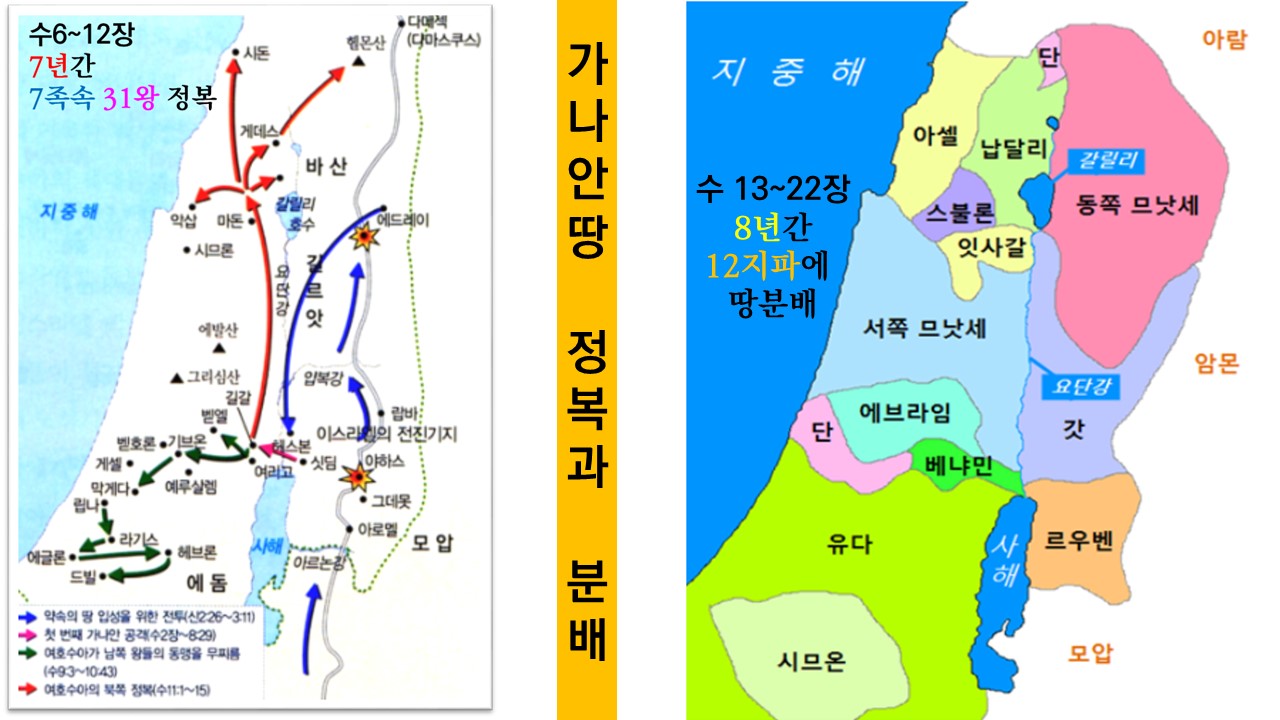 수6~12장
7년간
7족속 31왕 정복
다메섹
(다마스쿠스)
헬몬산
시돈
게데스
바 산
지 중 해
악삽
마돈
갈릴리
호수
에드레이
시므론
요단강
길르앗
에발산
그리심산
얍복강
길갈
벧엘
랍바
이스라엘의 전진기지
벧호론
기브온
헤스본
게셀
여리고
싯딤
야하스
막게다
예루살렘
립나
그데못
라기스
아로멜
에글론
헤브론
사해
모 압
드빌
에 돔
아르논강
약속의 땅 입성을 위한 전투(신2:26~3:11)
첫 번째 가나안 공격(수2장~8:29)
여호수아가 남쪽 왕들의 동맹을 무찌름
(수9:3~10:43)
여호수아의 북쪽 정복(수11:1~15)
가나안땅 정복과 분배
지 중 해
아람
단
아셀
납달리
갈릴리
수 13~22장
8년간
12지파에
땅분배
스불론
동쪽 므낫세
잇사갈
서쪽 므낫세
암몬
요단강
에브라임
단
갓
베냐민
유다
사해
르우벤
시므온
모압